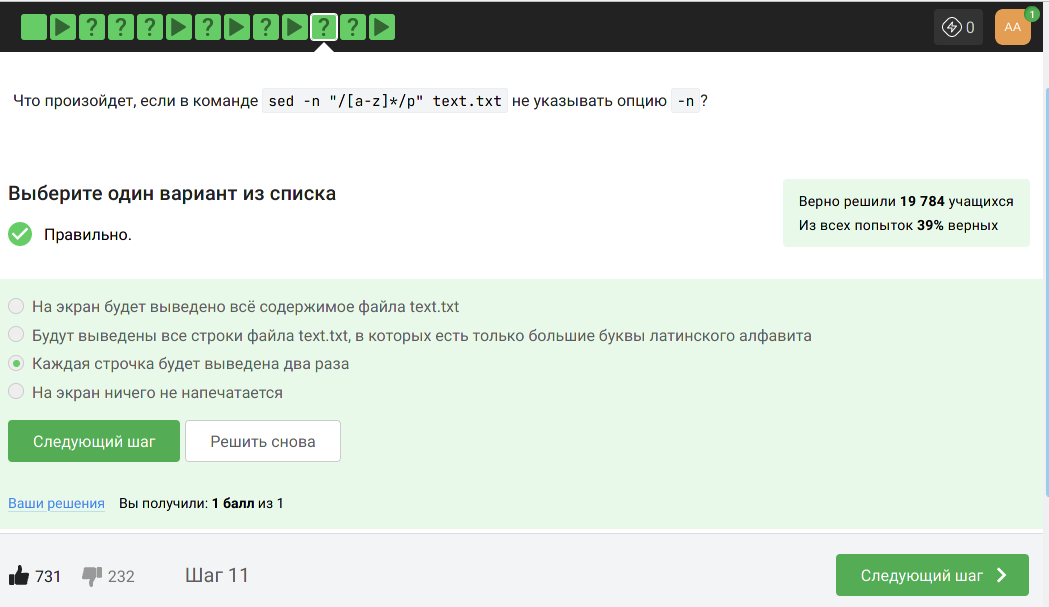 ? ? ? ? ? ? ?
0
AA
1
Что произойдет, если в команде sed -n "/[a-z]*/p" text.txt не указывать опцию -n ?
Выберите один вариант из списка
Правильно.
Верно решили 19 784 учащихся
Из всех попыток 39% верных
На экран будет выведено всё содержимое файла text.txt
Будут выведены все строки файла text.txt, в которых есть только большие буквы латинского алфавита
Каждая строчка будет выведена два раза
На экран ничего не напечатается
Следующий шаг
Решить снова
Ваши решения Вы получили: 1 балл из 1
731 232 Шаг 11 Следующий шаг